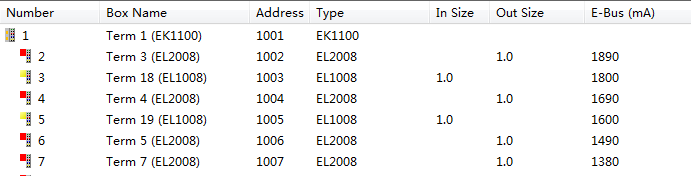 Number Box Name Address Type In Size Out Size E-Bus (mA)
1 Term 1 (EK1100) 1001 EK1100
2 Term 3 (EL2008) 1002 EL2008 1.0 1890
3 Term 18 (EL1008) 1003 EL1008 1.0 1800
4 Term 4 (EL2008) 1004 EL2008 1.0 1690
5 Term 19 (EL1008) 1005 EL1008 1.0 1600
6 Term 5 (EL2008) 1006 EL2008 1.0 1490
7 Term 7 (EL2008) 1007 EL2008 1.0 1380